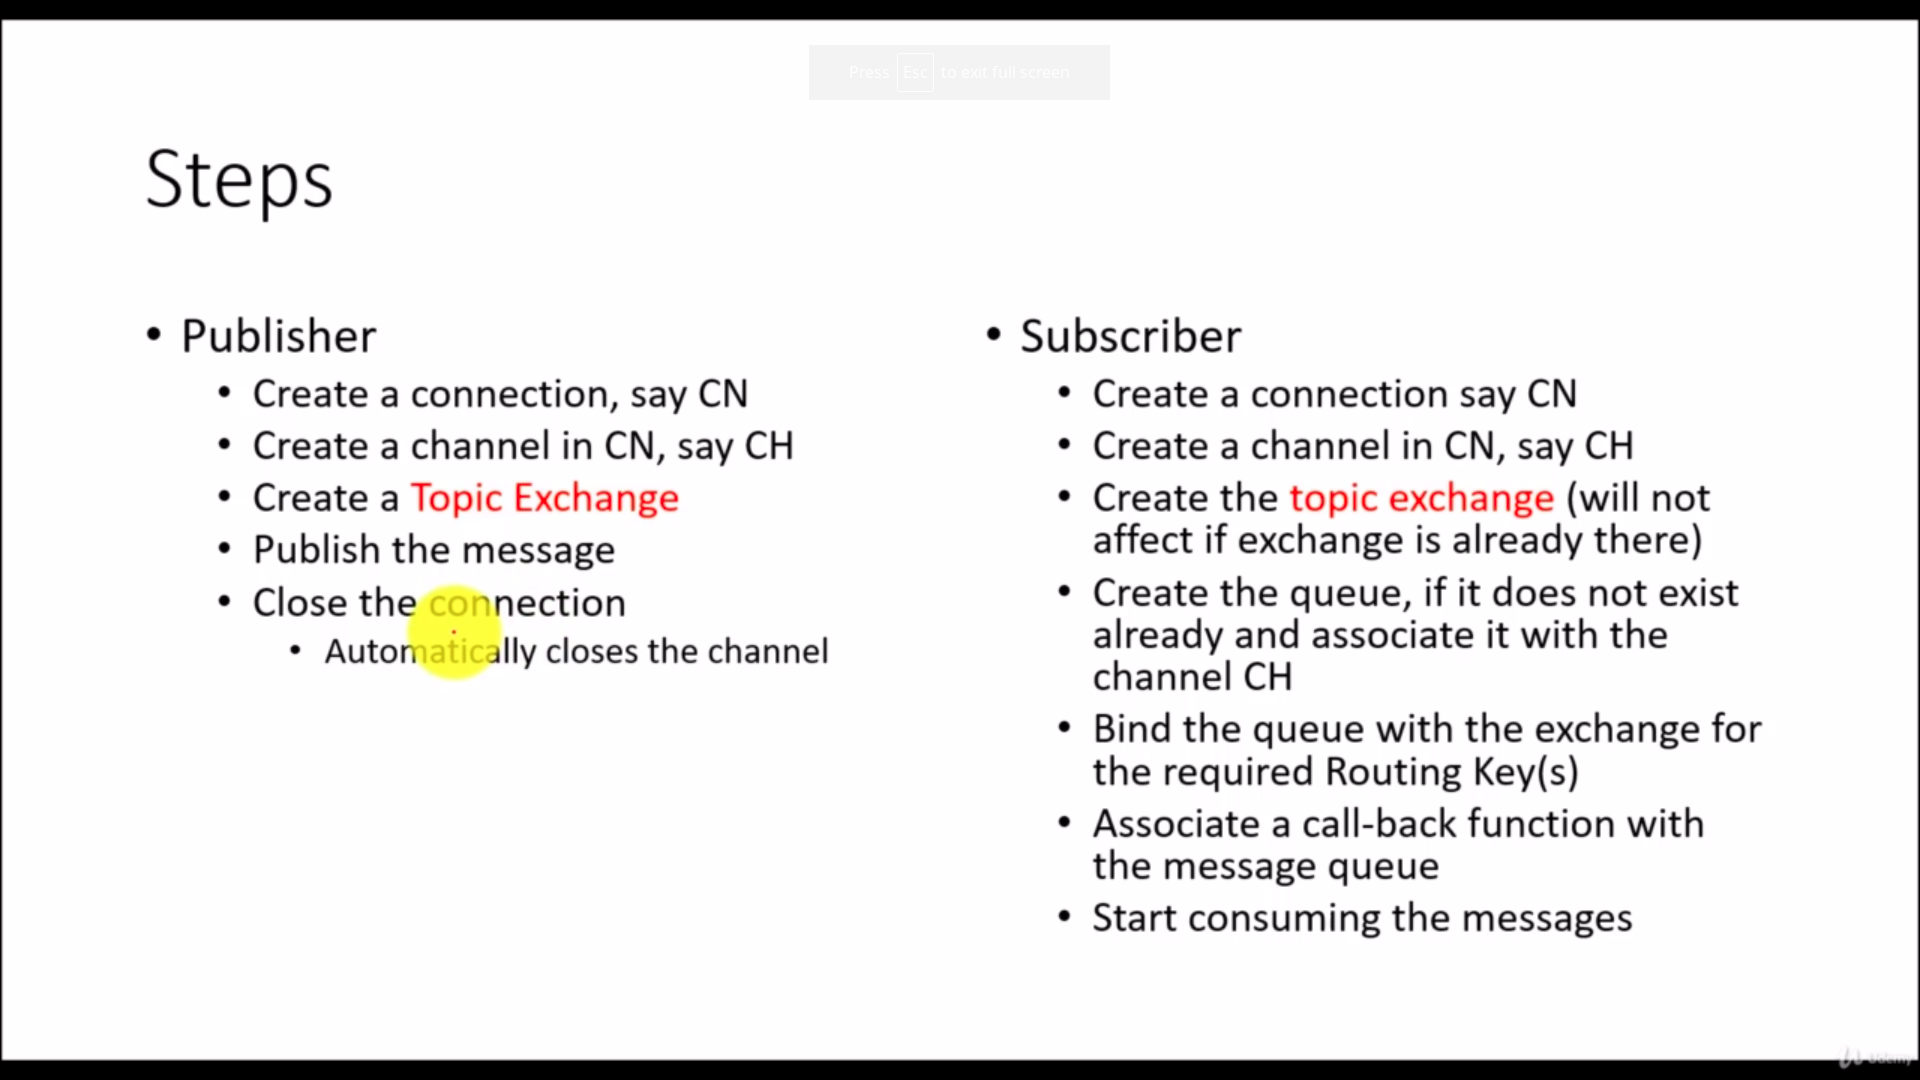 Press Esc to exit full screen
Steps
• Publisher
• Create a connection, say CN
• Create a channel in CN, say CH
• Create a Topic Exchange
• Publish the message
• Close the connection
• Automatically closes the channel
• Subscriber
• Create a connection say CN
• Create a channel in CN, say CH
• Create the topic exchange (will not
affect if exchange is already there)
• Create the queue, if it does not exist
already and associate it with the
channel CH
• Bind the queue with the exchange for
the required Routing Key(s)
• Associate a call-back function with
the message queue
• Start consuming the messages
Udemy